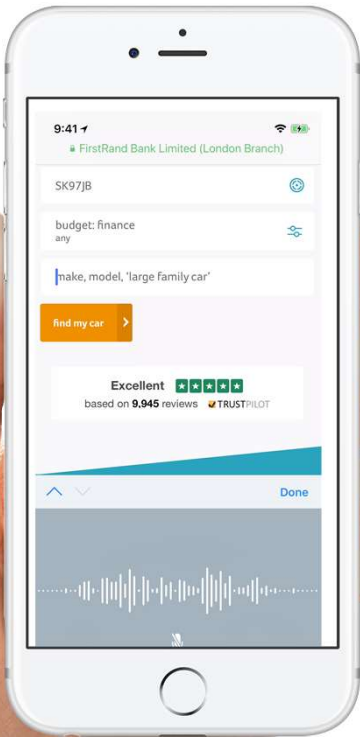 9:41
FirstRand Bank Limited (London Branch)
SK97JB
budget: finance
any
make, model, 'large family car'
find my car
Excellent
based on 9,945 reviews TRUSTPILOT
Done